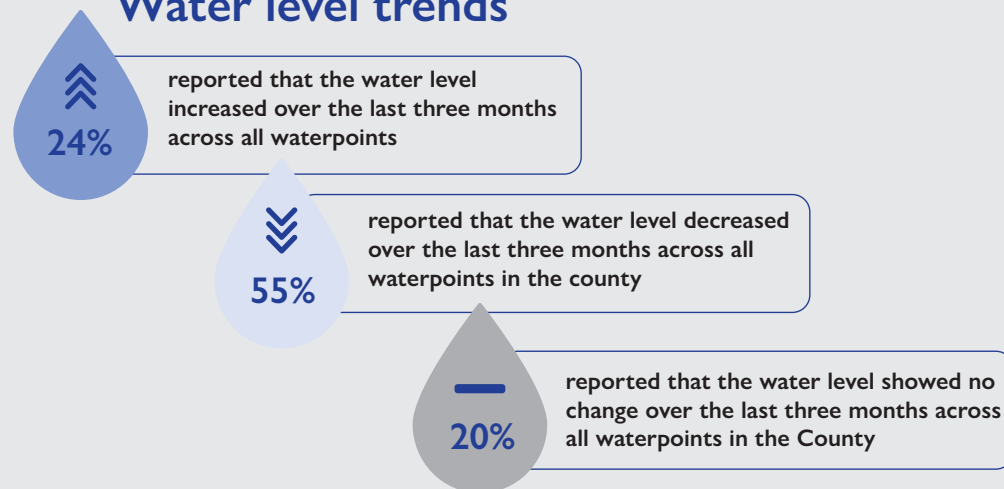 Water level trends
reported that the water level
increased over the last three months
across all waterpoints
24%
reported that the water level decreased
over the last three months across all
waterpoints in the county
55%
reported that the water level showed no
change over the last three months across
all waterpoints in the County
20%